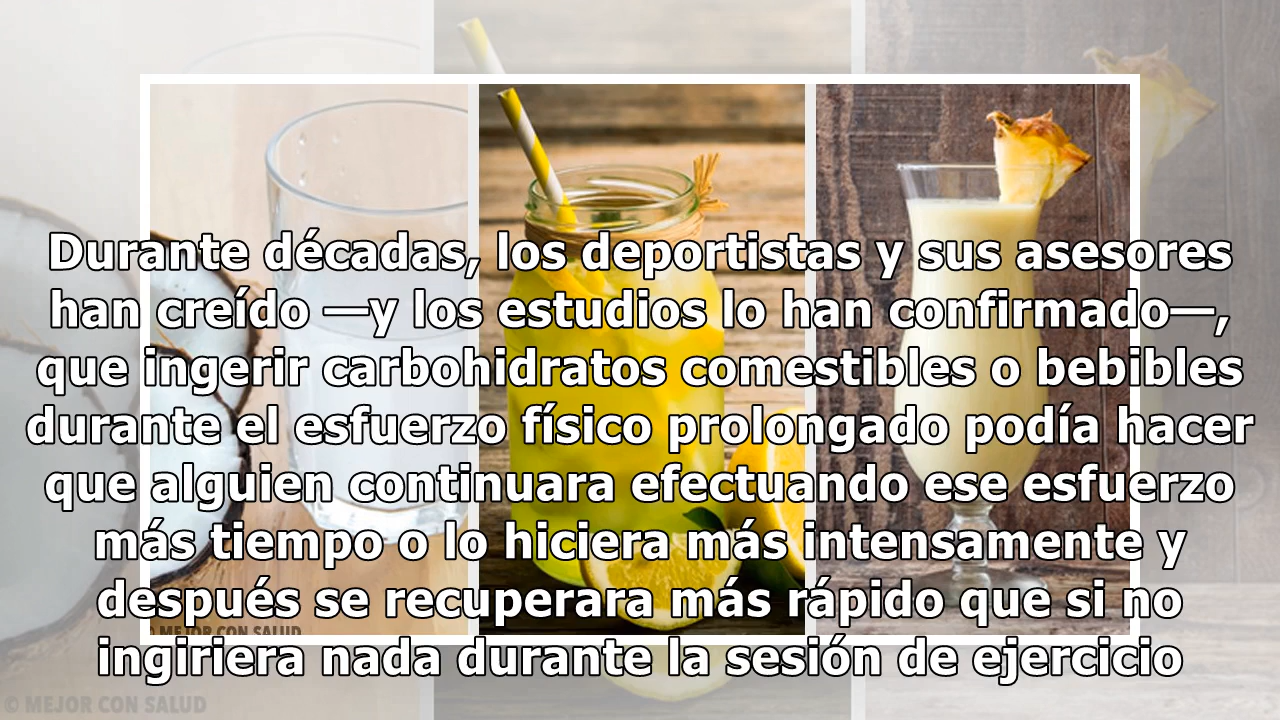 Durante décadas, los deportistas y sus asesores
han creído —y los estudios lo han confirmado—,
que ingerir carbohidratos comestibles o bebibles
durante el esfuerzo físico prolongado podía hacer
que alguien continuara efectuando ese esfuerzo
más tiempo o lo hiciera más intensamente y
después se recuperara más rápido que si no
MEJOR CON SALUD
ingiriera nada durante la sesión de ejercicio
© MEJOR CON SALUD